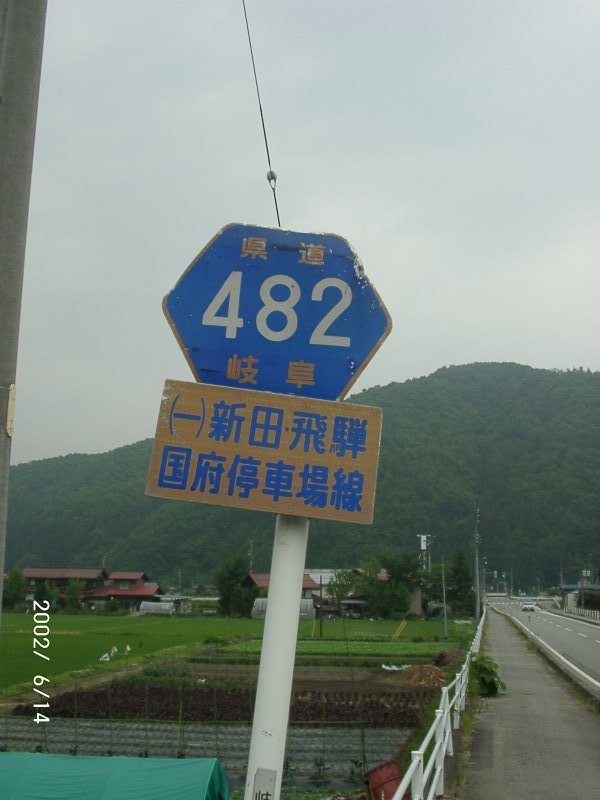 県道
482
岐阜
(一)新田・飛騨
国府停車場線
岐
2002/ 6/14